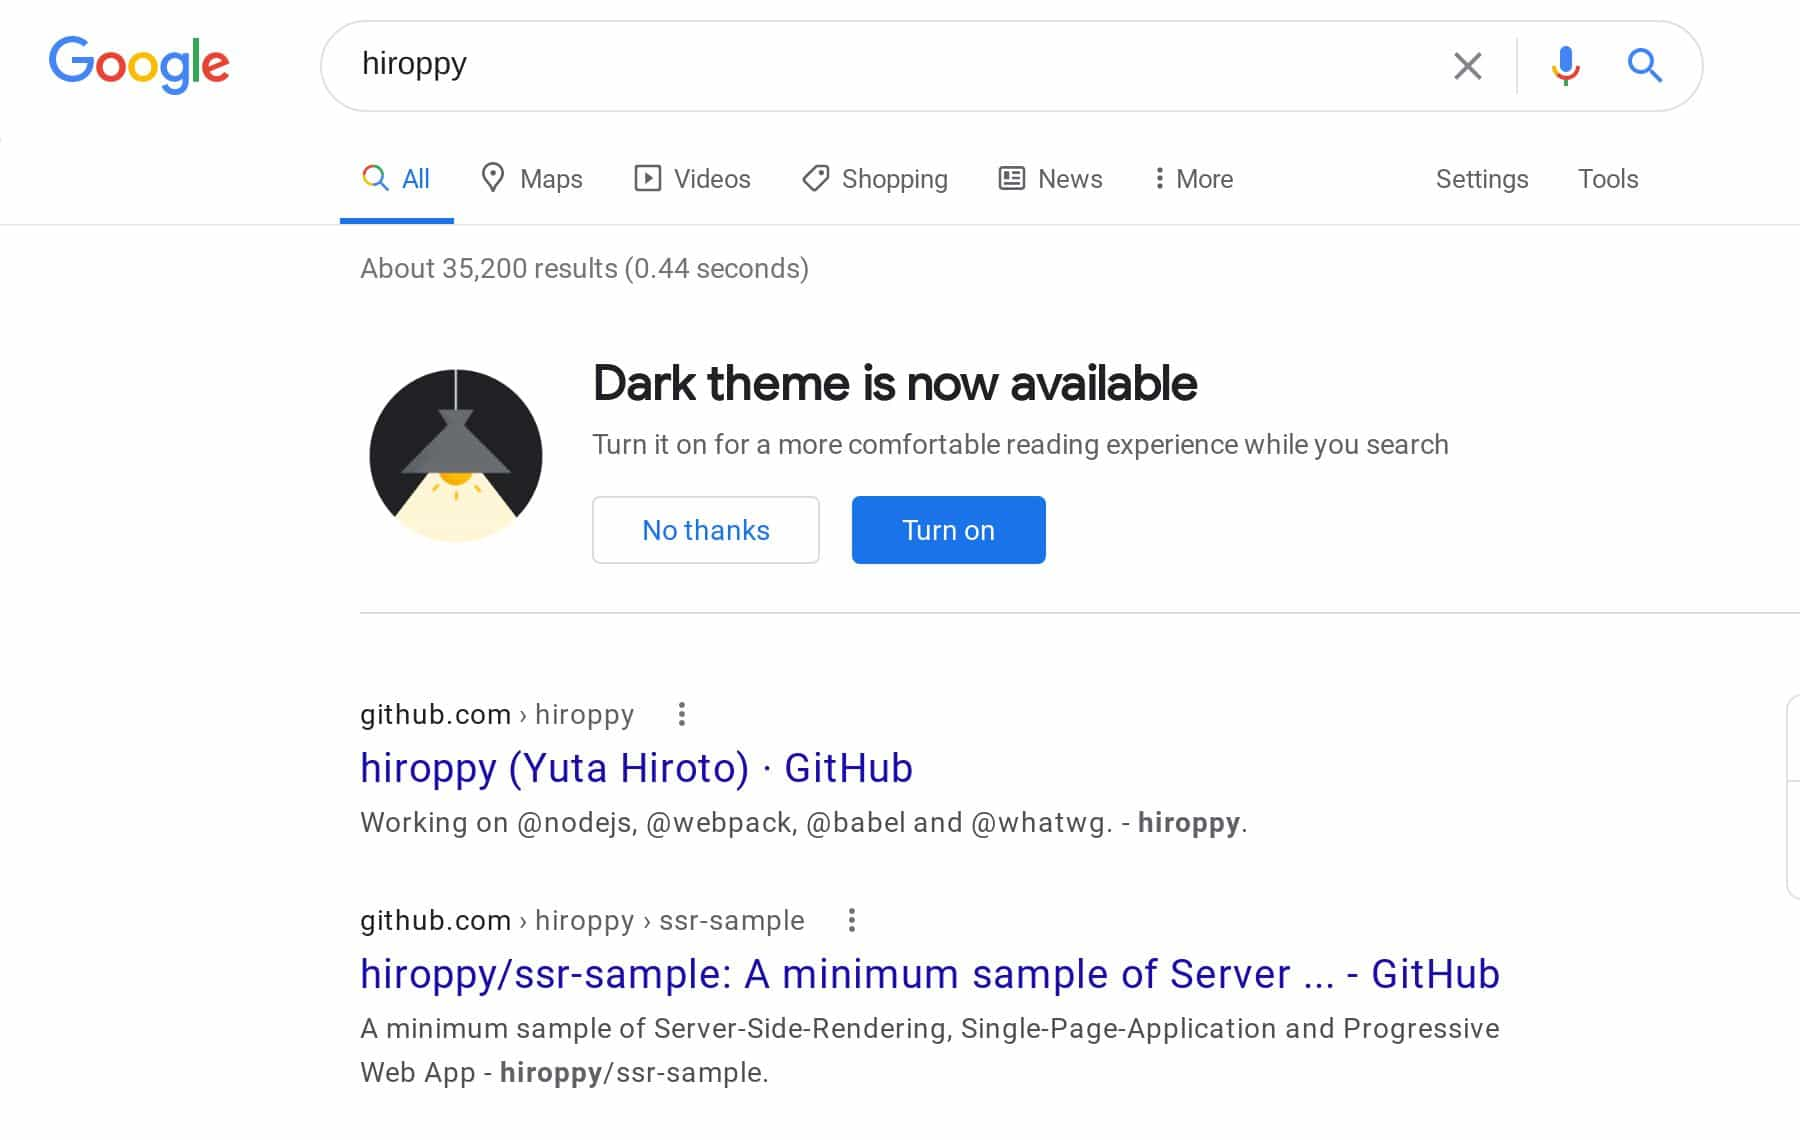 Google
hiroppy
All Maps Videos Shopping News More Settings Tools
About 35,200 results (0.44 seconds)
Dark theme is now available
Turn it on for a more comfortable reading experience while you search
No thanks Turn on
github.com › hiroppy
hiroppy (Yuta Hiroto) · GitHub
Working on @nodejs, @webpack, @babel and @whatwg. - hiroppy.
github.com › hiroppy › ssr-sample
hiroppy/ssr-sample: A minimum sample of Server ... - GitHub
A minimum sample of Server-Side-Rendering, Single-Page-Application and Progressive
Web App - hiroppy/ssr-sample.